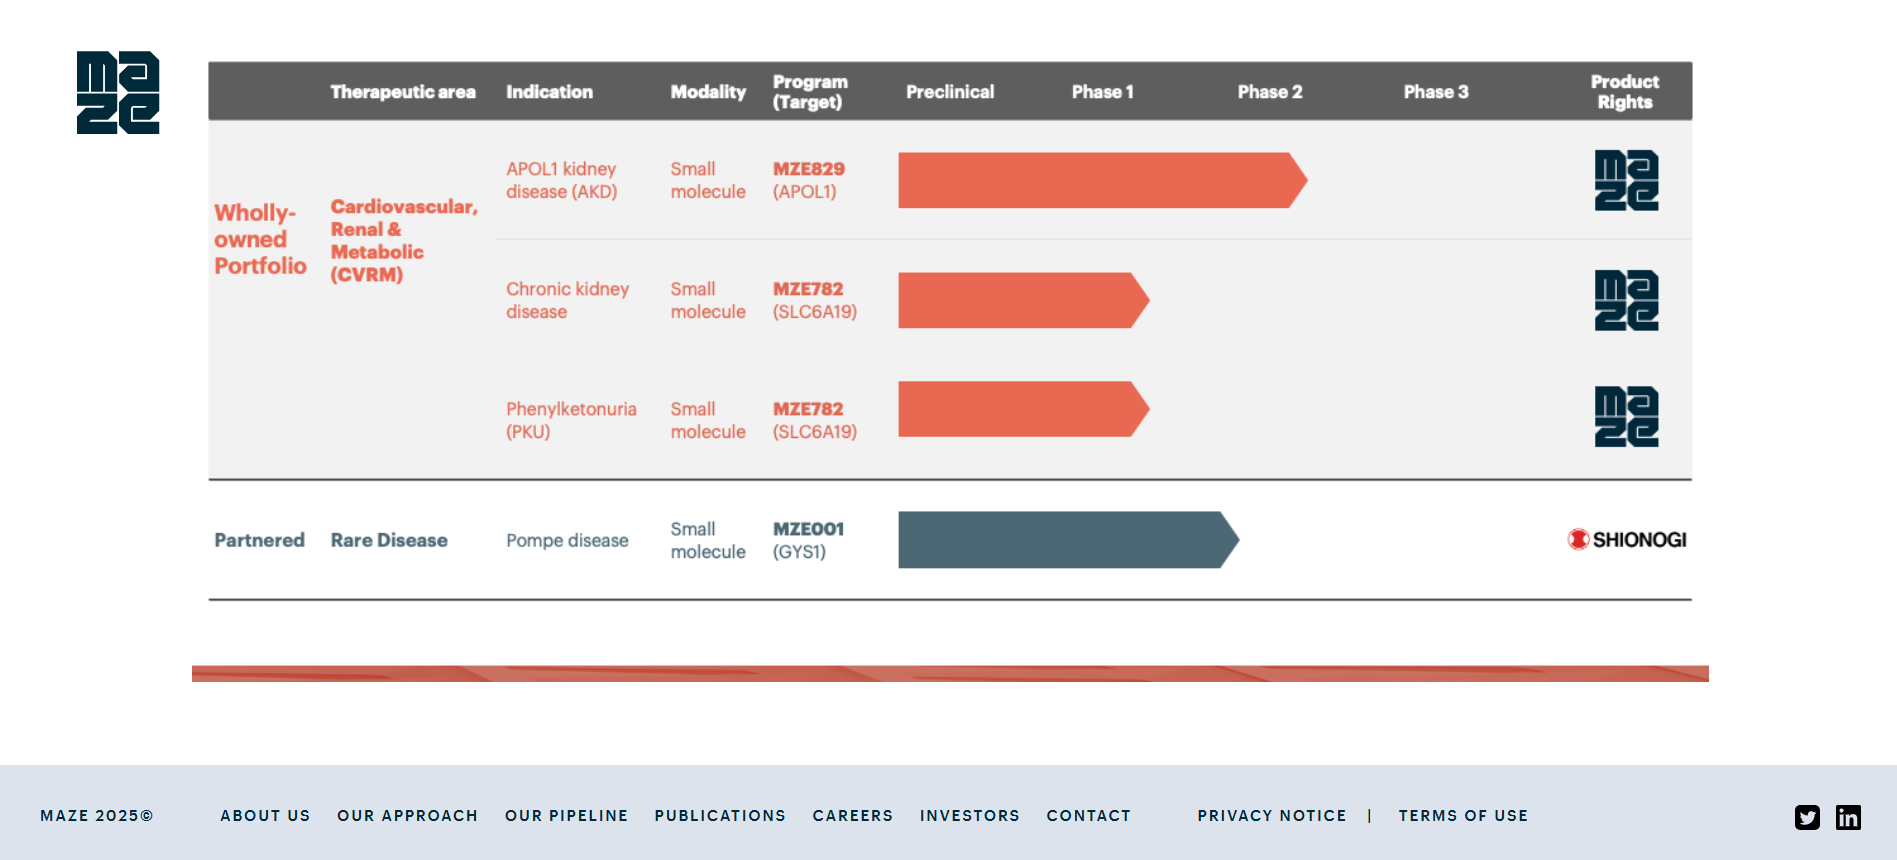 maze
Therapeutic area Indication Modality Program (Target) Preclinical Phase 1 Phase 2 Phase 3 Product Rights
Wholly-owned Portfolio
Cardiovascular, Renal & Metabolic (CVRM)
APOL1 kidney disease (AKD) Small molecule MZE829 (APOL1) maze
Chronic kidney disease Small molecule MZE782 (SLC6A19) maze
Phenylketonuria (PKU) Small molecule MZE782 (SLC6A19) maze
Partnered Rare Disease Pompe disease Small molecule MZE001 (GYS1) SHIONOGI
MAZE 2025© ABOUT US OUR APPROACH OUR PIPELINE PUBLICATIONS CAREERS INVESTORS CONTACT PRIVACY NOTICE | TERMS OF USE in